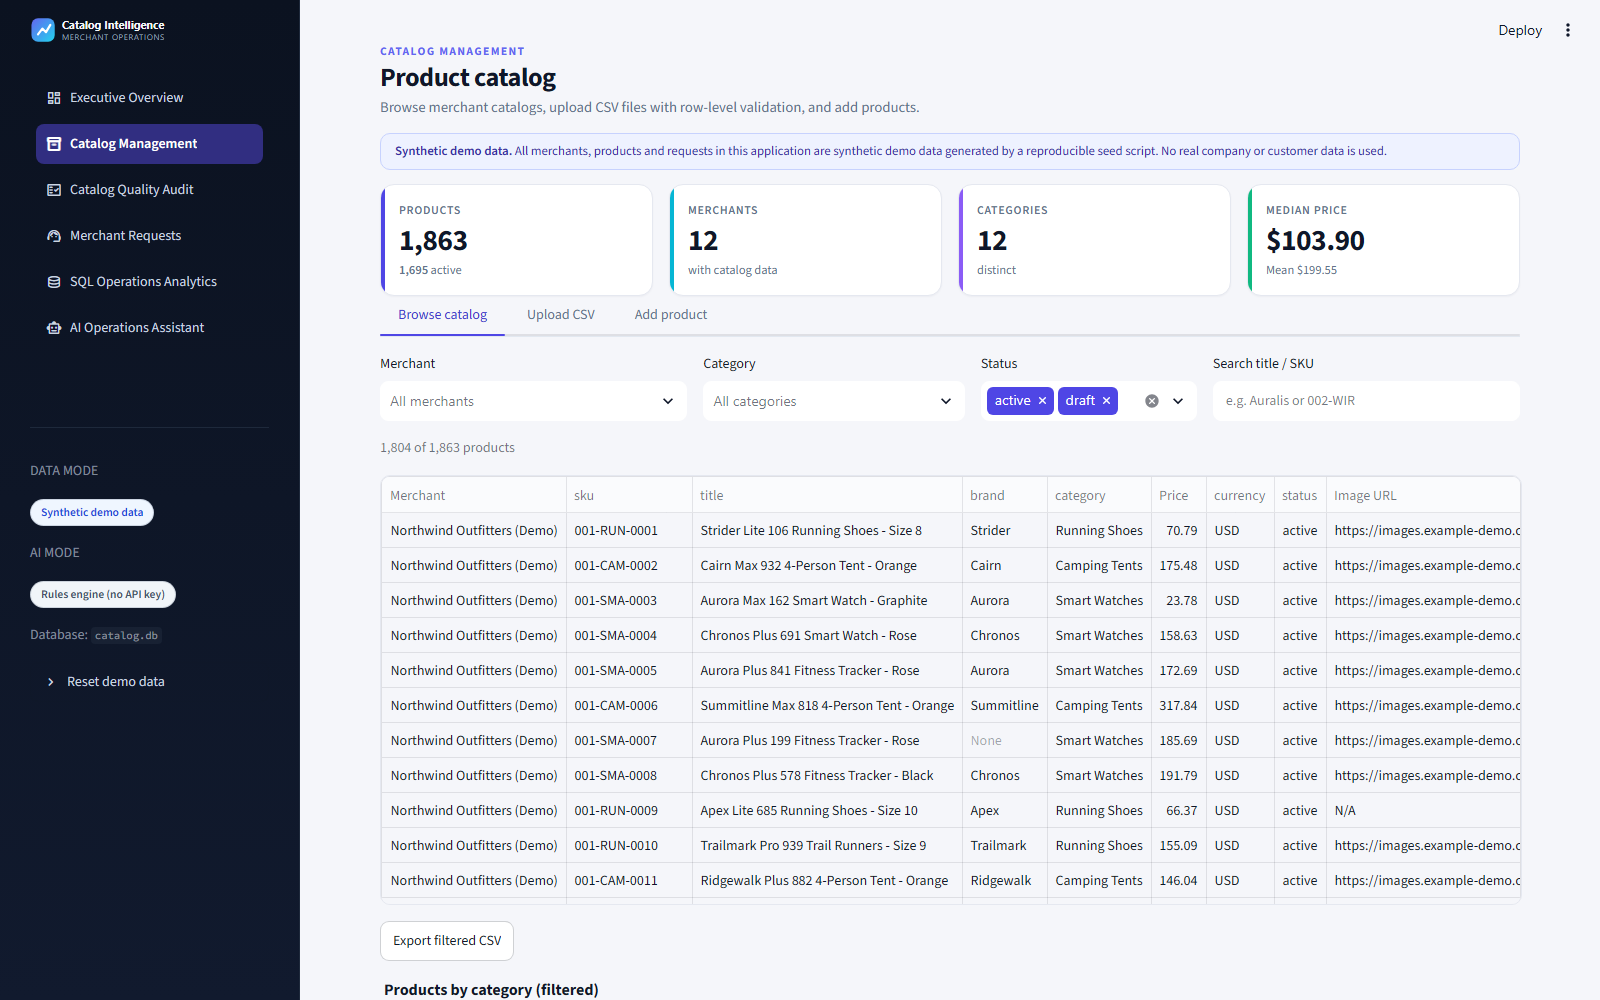 Catalog Intelligence
MERCHANT OPERATIONS
Executive Overview
Catalog Management
Catalog Quality Audit
Merchant Requests
SQL Operations Analytics
AI Operations Assistant
DATA MODE
Synthetic demo data
AI MODE
Rules engine (no API key)
Database: catalog.db
Reset demo data
Deploy
CATALOG MANAGEMENT
Product catalog
Browse merchant catalogs, upload CSV files with row-level validation, and add products.
Synthetic demo data. All merchants, products and requests in this application are synthetic demo data generated by a reproducible seed script. No real company or customer data is used.
PRODUCTS
1,863
1,695 active
MERCHANTS
12
with catalog data
CATEGORIES
12
distinct
MEDIAN PRICE
$103.90
Mean $199.55
Browse catalog Upload CSV Add product
Merchant Category Status Search title / SKU
All merchants All categories active draft e.g. Auralis or 002-WIR
1,804 of 1,863 products
Merchant sku title brand category Price currency status Image URL
Northwind Outfitters (Demo) 001-RUN-0001 Strider Lite 106 Running Shoes - Size 8 Strider Running Shoes 70.79 USD active https://images.example-demo.c
Northwind Outfitters (Demo) 001-CAM-0002 Cairn Max 932 4-Person Tent - Orange Cairn Camping Tents 175.48 USD active https://images.example-demo.c
Northwind Outfitters (Demo) 001-SMA-0003 Aurora Max 162 Smart Watch - Graphite Aurora Smart Watches 23.78 USD active https://images.example-demo.c
Northwind Outfitters (Demo) 001-SMA-0004 Chronos Plus 691 Smart Watch - Rose Chronos Smart Watches 158.63 USD active https://images.example-demo.c
Northwind Outfitters (Demo) 001-SMA-0005 Aurora Plus 841 Fitness Tracker - Rose Aurora Smart Watches 172.69 USD active https://images.example-demo.c
Northwind Outfitters (Demo) 001-CAM-0006 Summitline Max 818 4-Person Tent - Orange Summitline Camping Tents 317.84 USD active https://images.example-demo.c
Northwind Outfitters (Demo) 001-SMA-0007 Aurora Plus 199 Fitness Tracker - Rose None Smart Watches 185.69 USD active https://images.example-demo.c
Northwind Outfitters (Demo) 001-SMA-0008 Chronos Plus 578 Fitness Tracker - Black Chronos Smart Watches 191.79 USD active https://images.example-demo.c
Northwind Outfitters (Demo) 001-RUN-0009 Apex Lite 685 Running Shoes - Size 10 Apex Running Shoes 66.37 USD active N/A
Northwind Outfitters (Demo) 001-RUN-0010 Trailmark Pro 939 Trail Runners - Size 9 Trailmark Running Shoes 155.09 USD active https://images.example-demo.c
Northwind Outfitters (Demo) 001-CAM-0011 Ridgewalk Plus 882 4-Person Tent - Orange Ridgewalk Camping Tents 146.04 USD active https://images.example-demo.c
Export filtered CSV
Products by category (filtered)